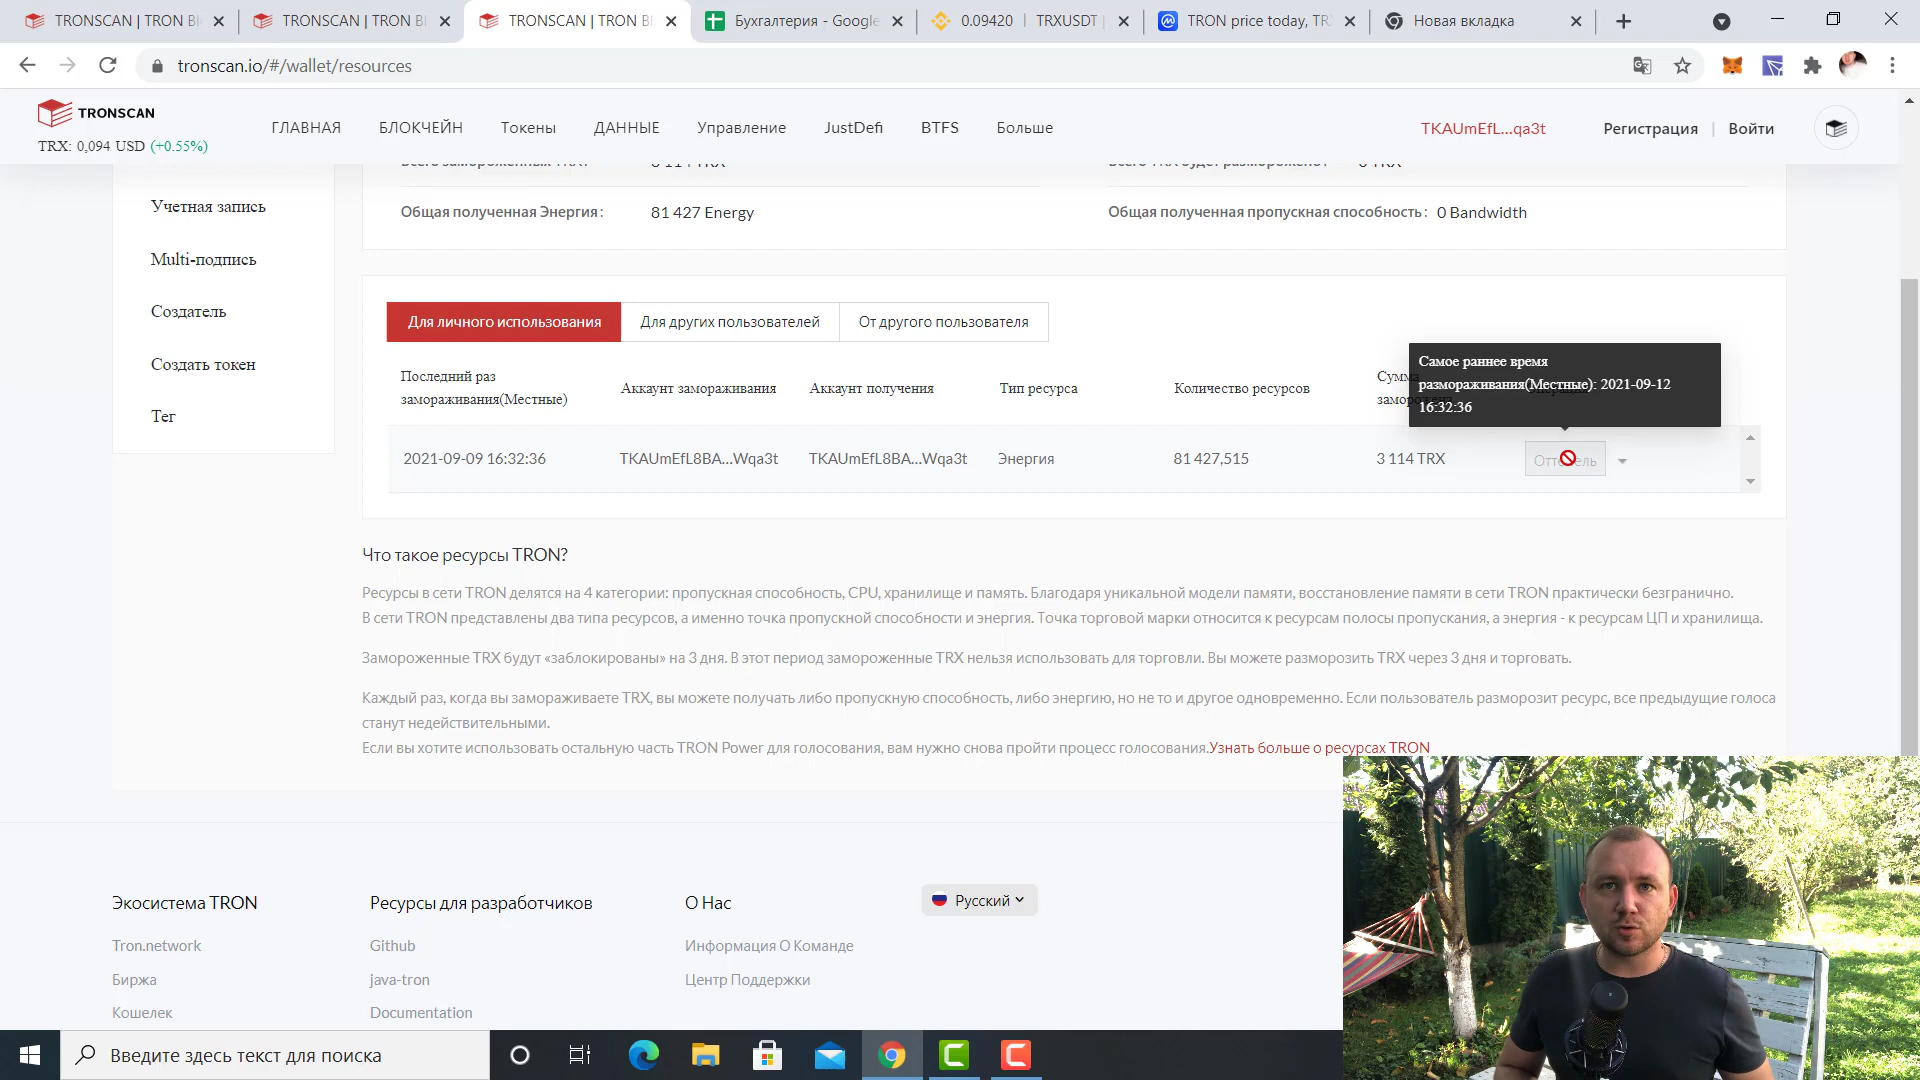 TRONSCAN | TRON Bl
TRONSCAN | TRON Bl
TRONSCAN | TRON Bl
Бухгалтерия - Google
0.09420 | TRXUSDT |
TRON price today, TRX
Новая вкладка
tronscan.io/#/wallet/resources
TRONSCAN
TRX: 0,094 USD (+0.55%)
ГЛАВНАЯ
БЛОКЧЕЙН
Токены
ДАННЫЕ
Управление
JustDefi
BTFS
Больше
TKAUmEfL...qa3t
Регистрация | Войти
Учетная запись
Multi-подпись
Создатель
Создать токен
Тег
Общая полученная Энергия: 81 427 Energy
Общая полученная пропускная способность: 0 Bandwidth
Для личного использования
Для других пользователей
От другого пользователя
Самое раннее время
размораживания(Местные): 2021-09-12
16:32:36
Последний раз
замораживания(Местные)
Аккаунт замораживания
Аккаунт получения
Тип ресурса
Количество ресурсов
Сумма
2021-09-09 16:32:36
TKAUmEfL8BA...Wqa3t
TKAUmEfL8BA...Wqa3t
Энергия
81 427,515
3 114 TRX
Что такое ресурсы TRON?
Ресурсы в сети TRON делятся на 4 категории: пропускная способность, CPU, хранилище и память. Благодаря уникальной модели памяти, восстановление памяти в сети TRON практически безгранично.
В сети TRON представлены два типа ресурсов, а именно точка пропускной способности и энергия. Точка торговой марки относится к ресурсам полосы пропускания, а энергия - к ресурсам ЦП и хранилища.
Замороженные TRX будут «заблокированы» на 3 дня. В этот период замороженные TRX нельзя использовать для торговли. Вы можете разморозить TRX через 3 дня и торговать.
Каждый раз, когда вы замораживаете TRX, вы можете получать либо пропускную способность, либо энергию, но не то и другое одновременно. Если пользователь разморозит ресурс, все предыдущие голоса
станут недействительными.
Если вы хотите использовать остальную часть TRON Power для голосования, вам нужно снова пройти процесс голосования.Узнать больше о ресурсах TRON
Экосистема TRON
Tron.network
Биржа
Кошелек
Ресурсы для разработчиков
Github
java-tron
Documentation
О Нас
Информация О Команде
Центр Поддержки
Русский
Введите здесь текст для поиска